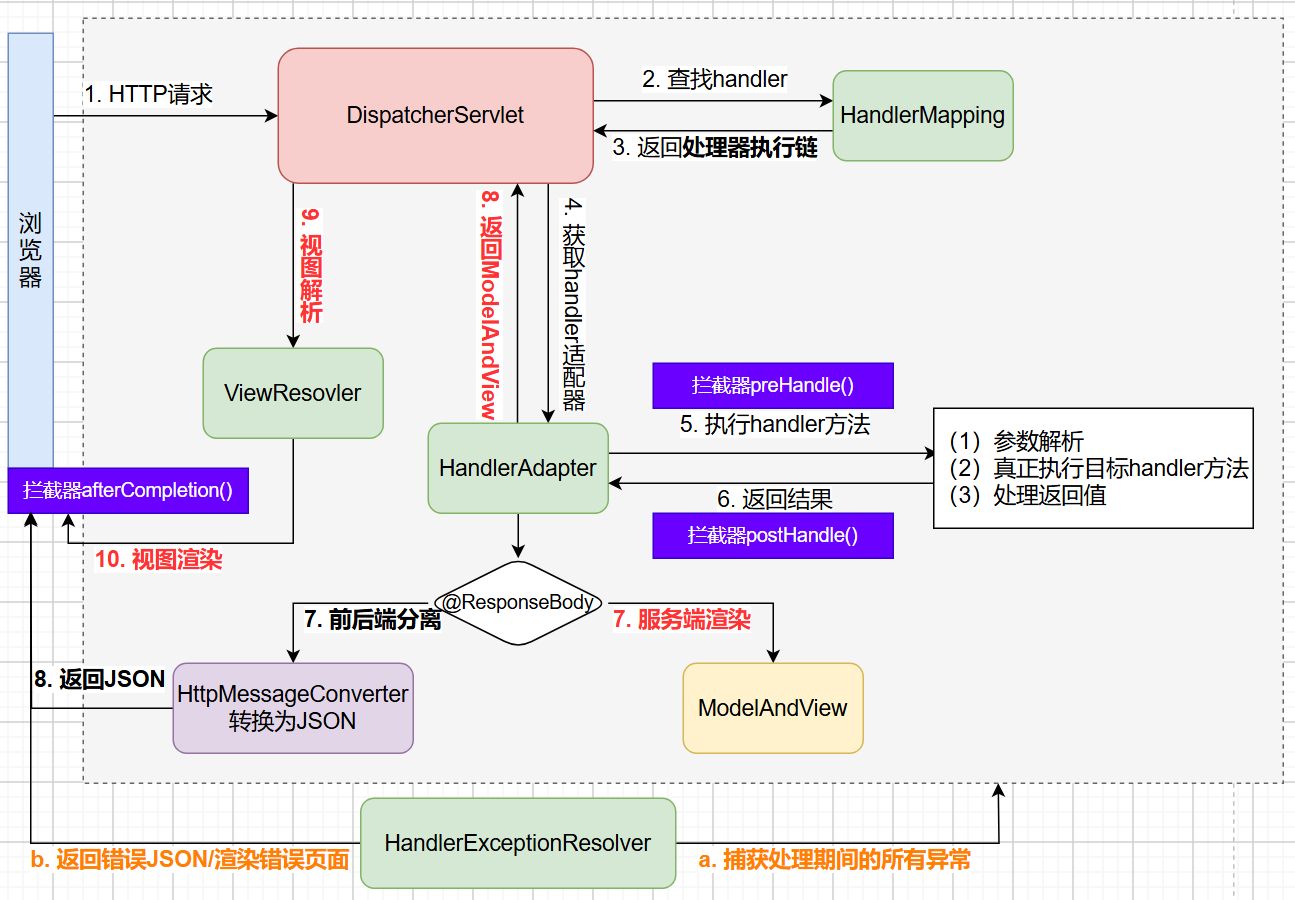 1. HTTP请求
DispatcherServlet
2. 查找handler
HandlerMapping
3. 返回处理器执行链
浏
览
器
9. 视图解析
8. 返回ModelAndView
4. 获取handler适配器
ViewResovler
拦截器preHandle()
5. 执行handler方法
HandlerAdapter
（1）参数解析
（2）真正执行目标handler方法
（3）处理返回值
6. 返回结果
拦截器postHandle()
拦截器afterCompletion()
10. 视图渲染
@ResponseBody
7. 前后端分离
7. 服务端渲染
8. 返回JSON
HttpMessageConverter
转换为JSON
ModelAndView
HandlerExceptionResolver
b. 返回错误JSON/渲染错误页面
a. 捕获处理期间的所有异常